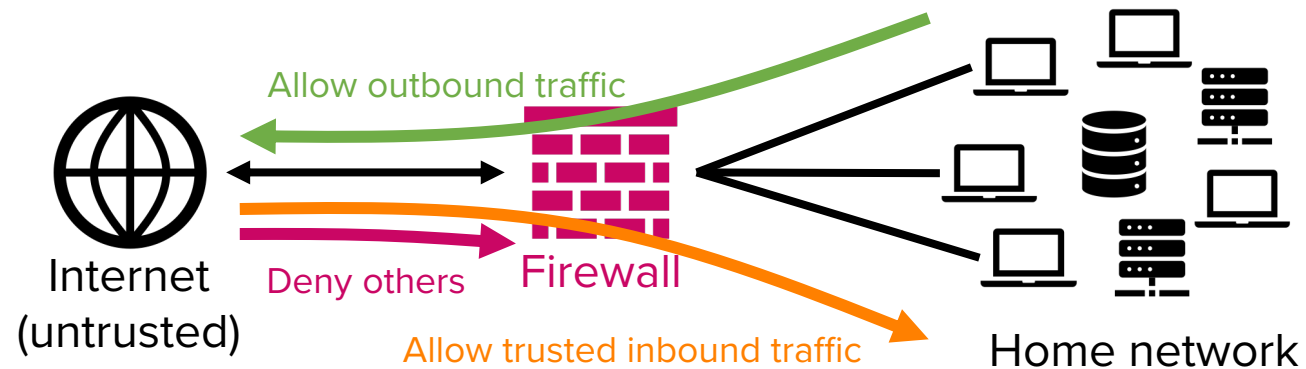 Allow outbound traffic
Internet
(untrusted)
Deny others
Firewall
Allow trusted inbound traffic
Home network